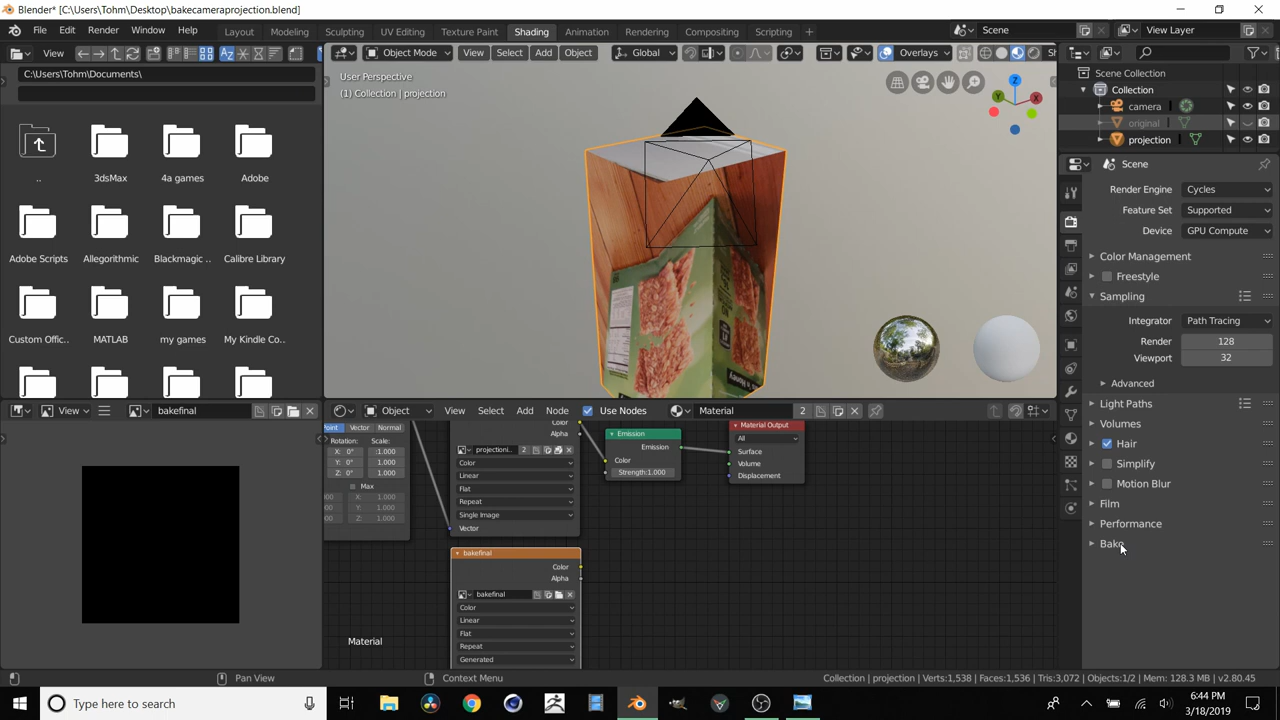 Blender* [C:\Users\Tohm\Desktop\bakecameraprojection.blend]
File Edit Render Window Help Layout Modeling Sculpting UV Editing Texture Paint Shading Animation Rendering Compositing Scripting + Scene View Layer
View
C:\Users\Tohm\Documents\
..
3dsMax
4a games
Adobe
Adobe Scripts
Allegorithmic
Blackmagic ..
Calibre Library
Custom Offic..
MATLAB
my games
My Kindle Co..
Object Mode View Select Add Object Global Overlays
User Perspective
(1) Collection | projection
Z
Y
X
Scene Collection
Collection
camera
original
projection
Scene
Render Engine Cycles
Feature Set Supported
Device GPU Compute
Color Management
Freestyle
Sampling
Integrator Path Tracing
Render 128
Viewport 32
Advanced
Light Paths
Volumes
Hair
Simplify
Motion Blur
Film
Performance
Bake
View bakefinal
Object View Select Add Node Use Nodes Material 2
Point Vector Normal
Rotation: Scale:
X: 0° :1.000
Y: 0° 1.000
Z: 0° 1.000
Max
X: 1.000
Y: 1.000
Z: 1.000
Color
Alpha
projectioni.. 2
Color
Linear
Flat
Repeat
Single Image
Vector
bakefinal
Color
Alpha
bakefinal
Color
Linear
Flat
Repeat
Generated
Emission
Emission
Color
Strength:1.000
Material Output
All
Surface
Volume
Displacement
Material
Pan View
Context Menu
Collection | projection | Verts:1,538 | Faces:1,536 | Tris:3,072 | Objects:1/2 | Mem: 128.3 MB | v2.80.45
Type here to search
6:44 PM
3/18/2019